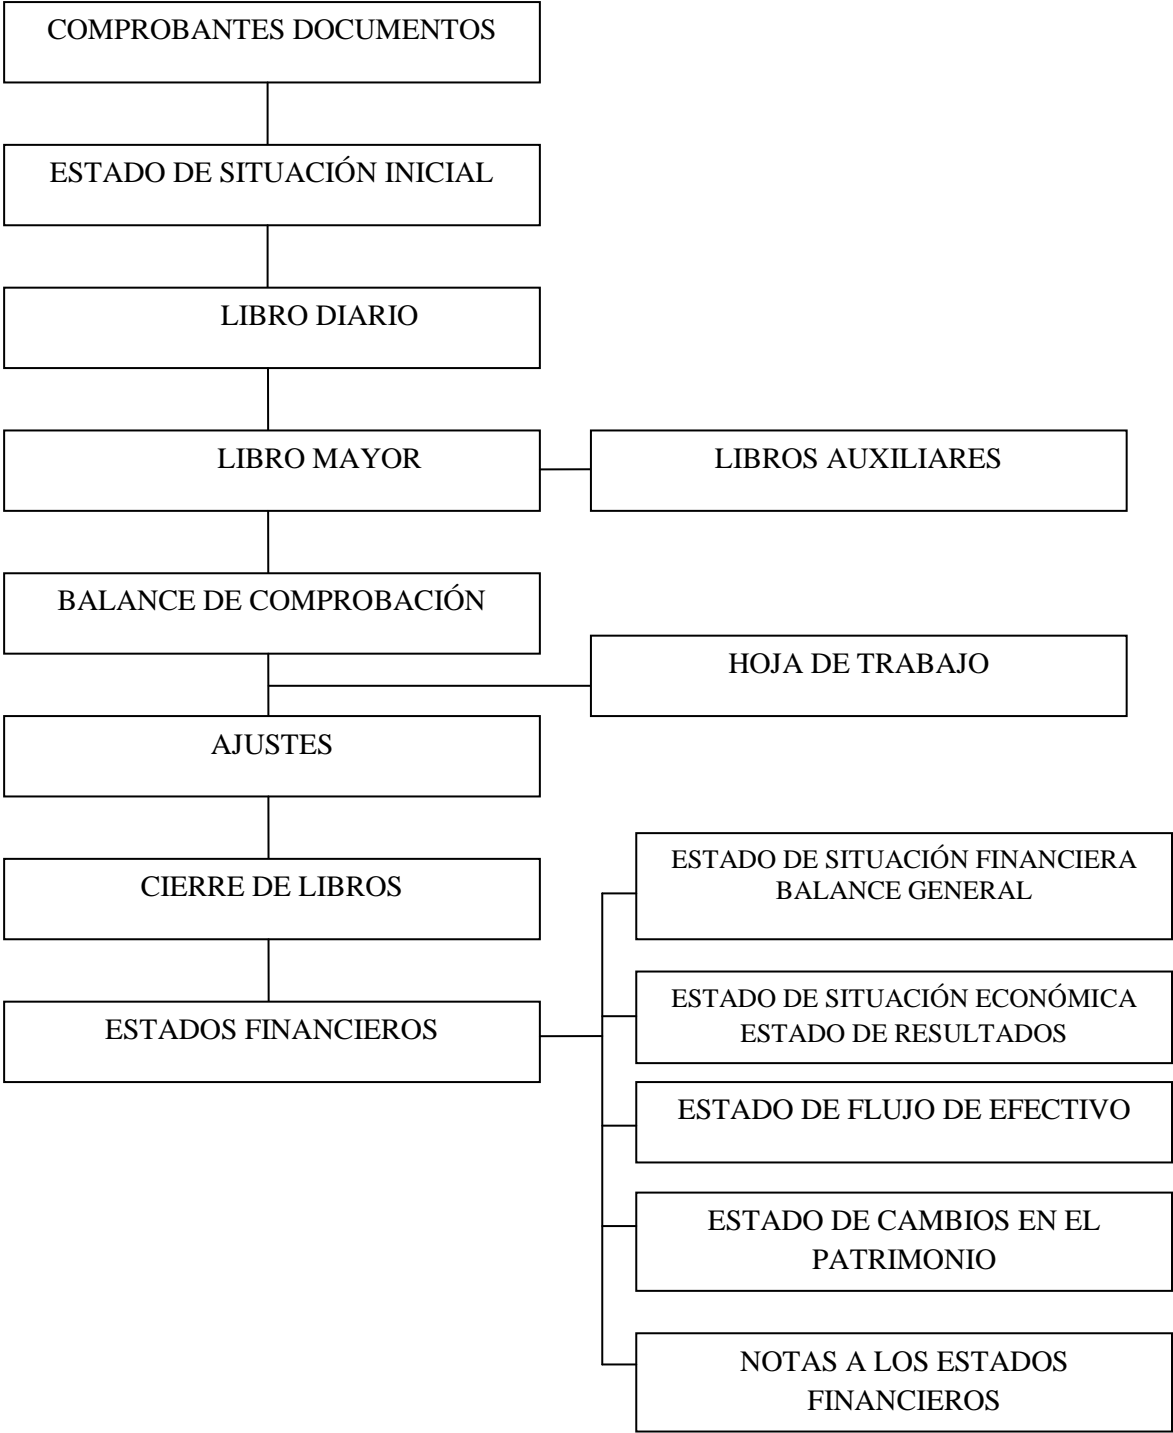 COMPROBANTES DOCUMENTOS
ESTADO DE SITUACIÓN INICIAL
LIBRO DIARIO
LIBRO MAYOR
LIBROS AUXILIARES
BALANCE DE COMPROBACIÓN
HOJA DE TRABAJO
AJUSTES
CIERRE DE LIBROS
ESTADOS FINANCIEROS
ESTADO DE SITUACIÓN FINANCIERA
BALANCE GENERAL
ESTADO DE SITUACIÓN ECONÓMICA
ESTADO DE RESULTADOS
ESTADO DE FLUJO DE EFECTIVO
ESTADO DE CAMBIOS EN EL
PATRIMONIO
NOTAS A LOS ESTADOS
FINANCIEROS